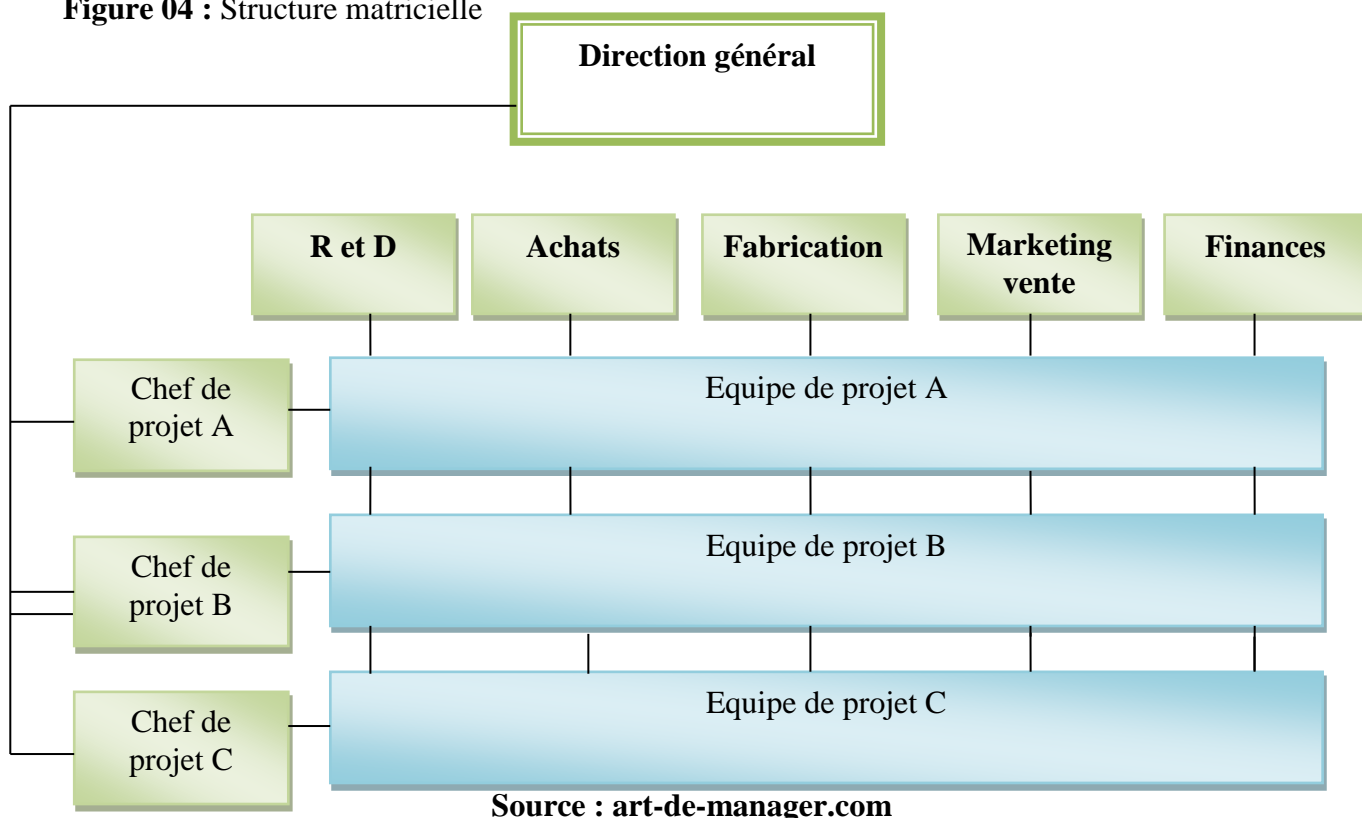 Figure 04 : Structure matricielle
Direction général
R et D
Achats
Fabrication
Marketing
vente
Finances
Chef de
projet A
Equipe de projet A
Chef de
projet B
Equipe de projet B
Chef de
projet C
Equipe de projet C
Source : art-de-manager.com